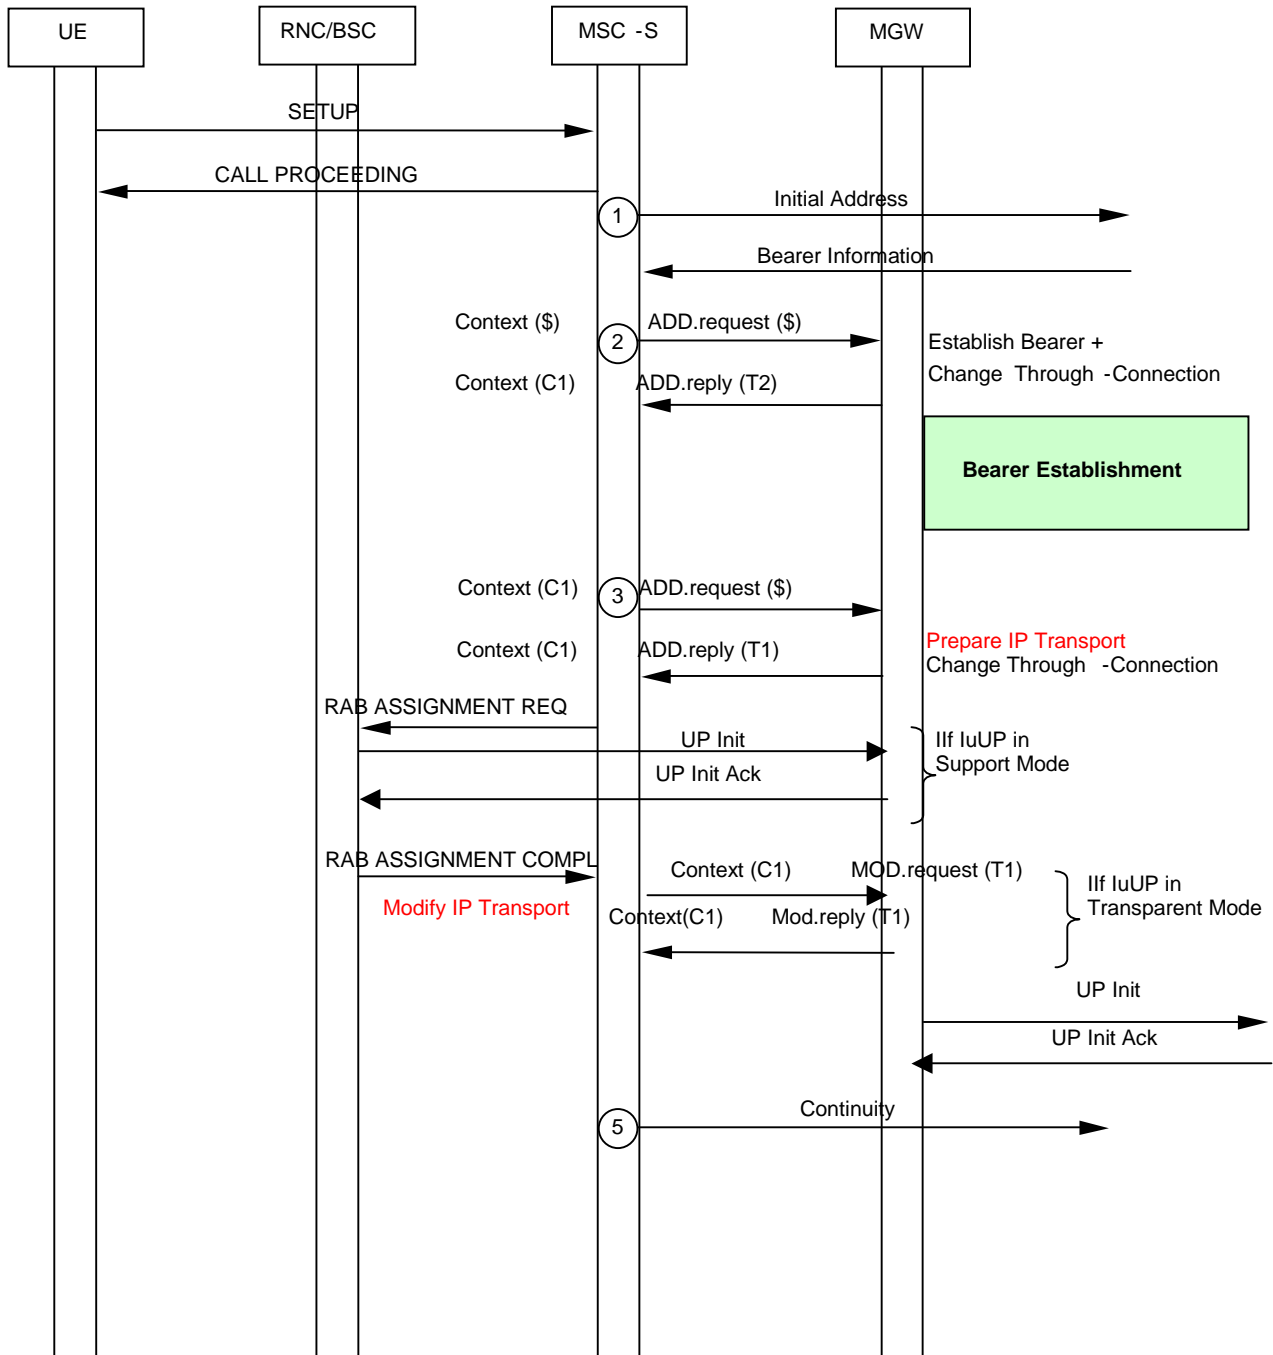 UE
RNC/BSC
MSC -S
MGW
SETUP
CALL PROCEEDING
Initial Address
1
Bearer Information
Context ($)
ADD.request ($)
2
Establish Bearer +
Change Through -Connection
Context (C1)
ADD.reply (T2)
Bearer Establishment
Context (C1)
3
ADD.request ($)
Context (C1)
ADD.reply (T1)
Prepare IP Transport
Change Through -Connection
RAB ASSIGNMENT REQ
UP Init
IIf IuUP in
Support Mode
UP Init Ack
RAB ASSIGNMENT COMPL
Context (C1)
MOD.request (T1)
IIf IuUP in
Transparent Mode
Modify IP Transport
Context(C1)
Mod.reply (T1)
UP Init
UP Init Ack
Continuity
5